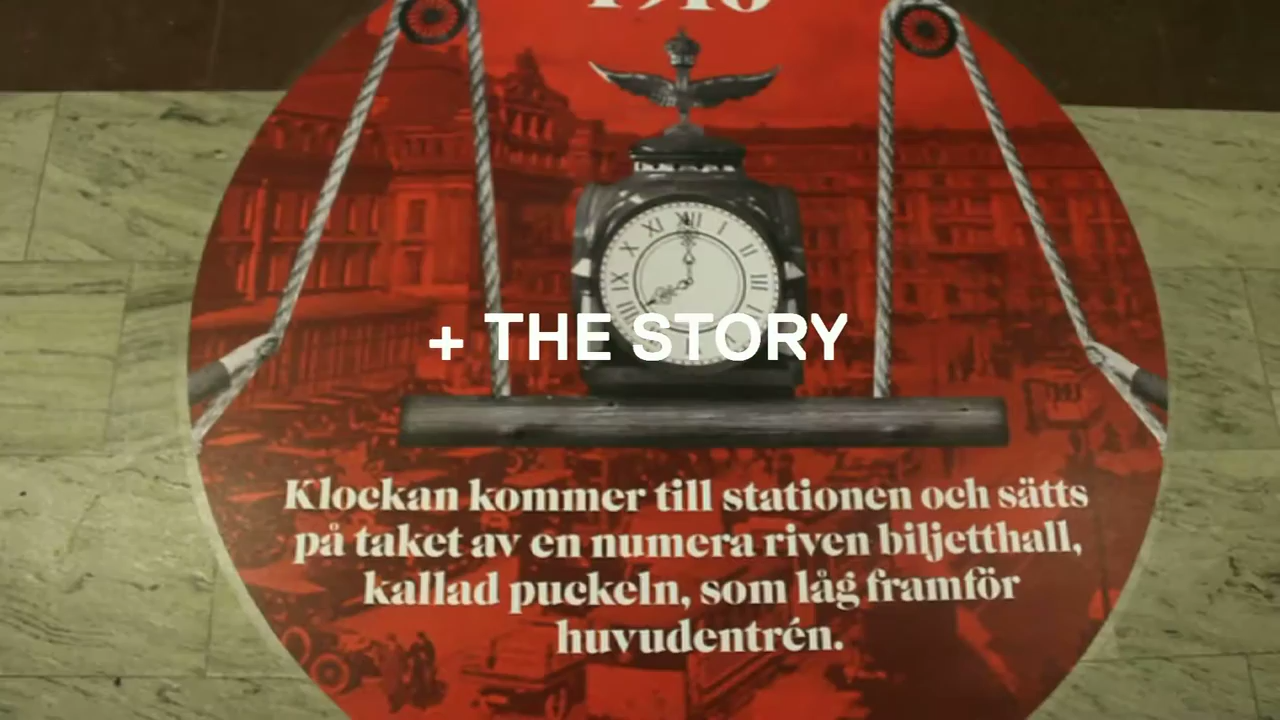 + THE STORY
Klockan kommer till stationen och sätts
på taket av en numera riven biljetthall,
kallad puckeln, som låg framför
huvudentrén.